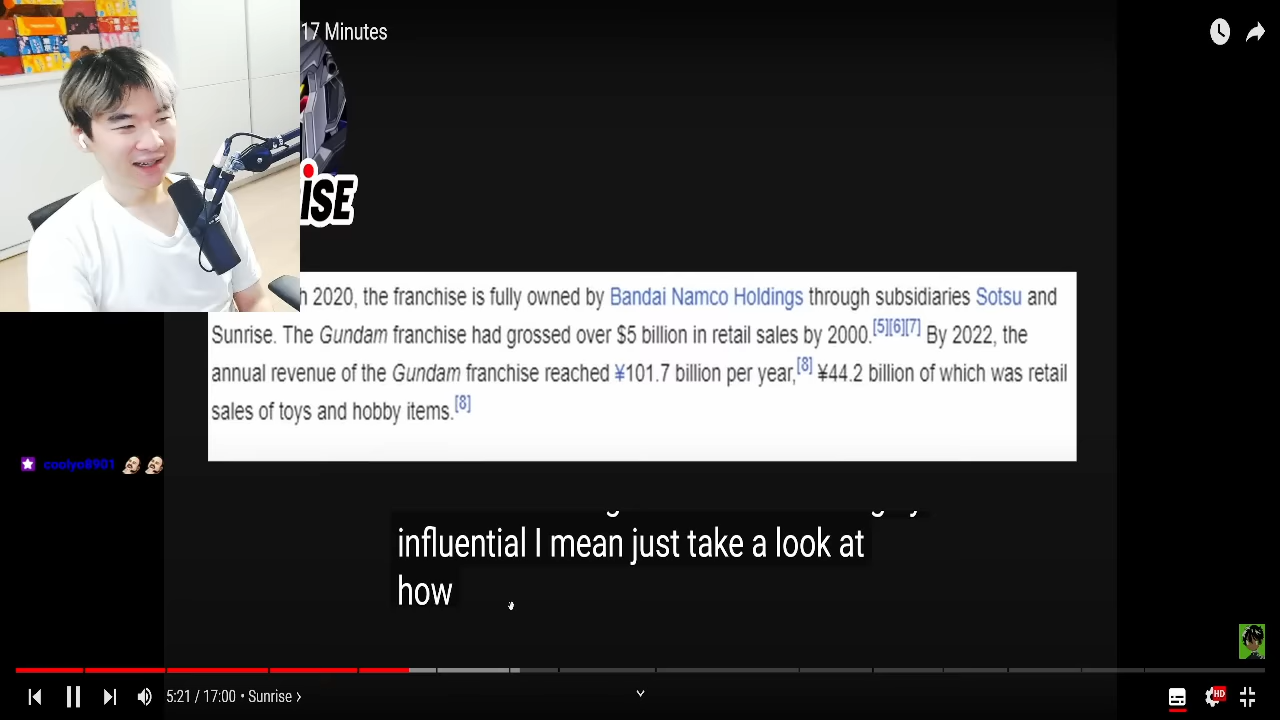 17 Minutes
ISE
h 2020, the franchise is fully owned by Bandai Namco Holdings through subsidiaries Sotsu and
Sunrise. The Gundam franchise had grossed over $5 billion in retail sales by 2000.[5][6][7] By 2022, the
annual revenue of the Gundam franchise reached ¥101.7 billion per year,[8] ¥44.2 billion of which was retail
sales of toys and hobby items.[8]
coolyo8901
influential I mean just take a look at
how
5:21 / 17:00 • Sunrise ›
HD